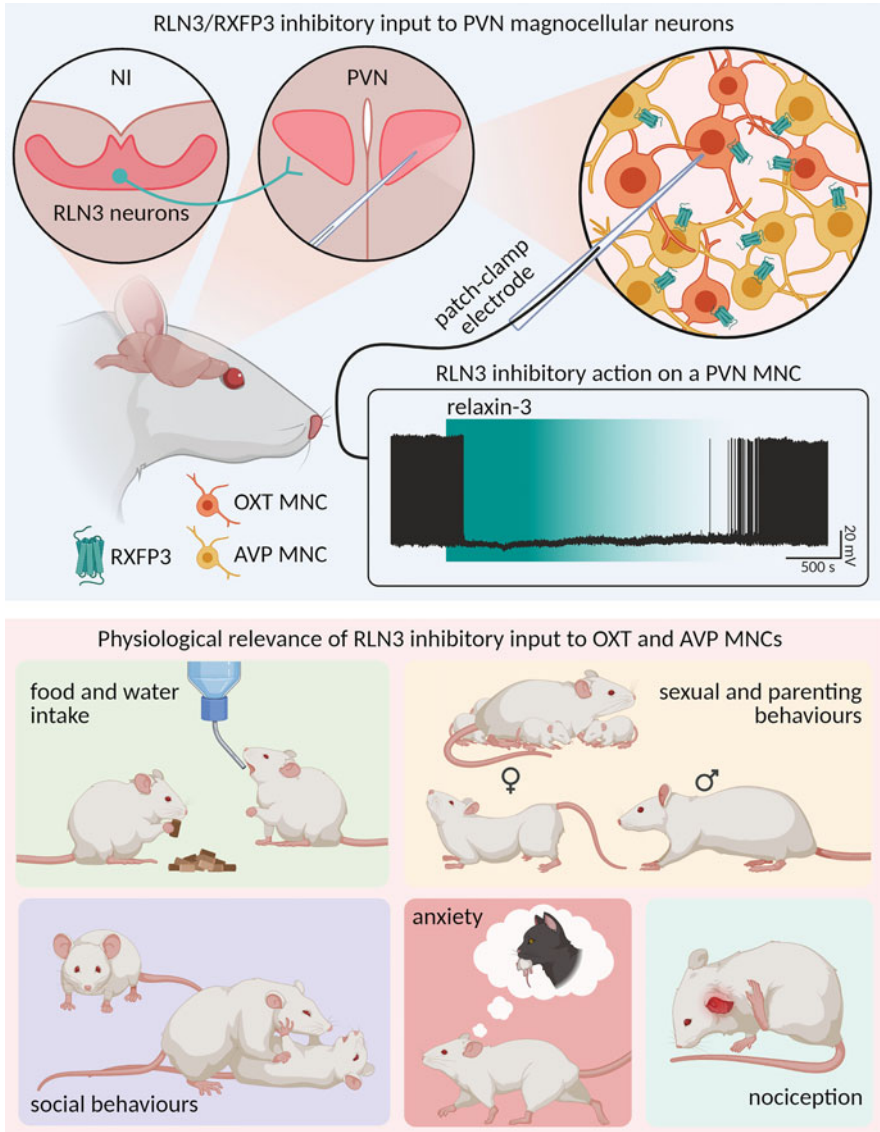 RLN3/RXFP3 inhibitory input to PVN magnocellular neurons
NI
PVN
RLN3 neurons
patch-clamp
electrode
RLN3 inhibitory action on a PVN MNC
relaxin-3
20 mV
500 s
OXT MNC
RXFP3
AVP MNC
Physiological relevance of RLN3 inhibitory input to OXT and AVP MNCs
food and water
intake
sexual and parenting
behaviours
♀
♂
social behaviours
anxiety
nociception